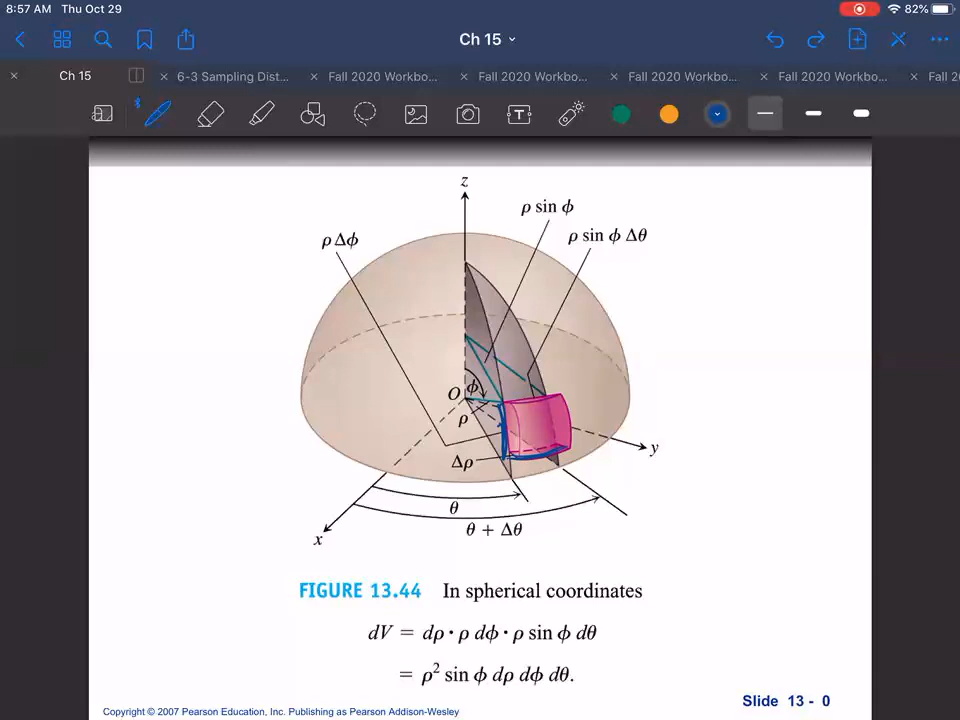 8:57 AM Thu Oct 29
82%
Ch 15
Ch 15
6-3 Sampling Dist...
Fall 2020 Workbo...
Fall 2020 Workbo...
Fall 2020 Workbo...
Fall 2020 Workbo...
Fall 20
T
z
ρ sin ϕ
ρ sin ϕ Δθ
ρ Δϕ
O
ϕ
ρ
y
Δρ
θ
θ + Δθ
x
FIGURE 13.44 In spherical coordinates
dV = dρ · ρ dϕ · ρ sin ϕ dθ
= ρ² sin ϕ dρ dϕ dθ.
Slide 13 - 0
Copyright © 2007 Pearson Education, Inc. Publishing as Pearson Addison-Wesley